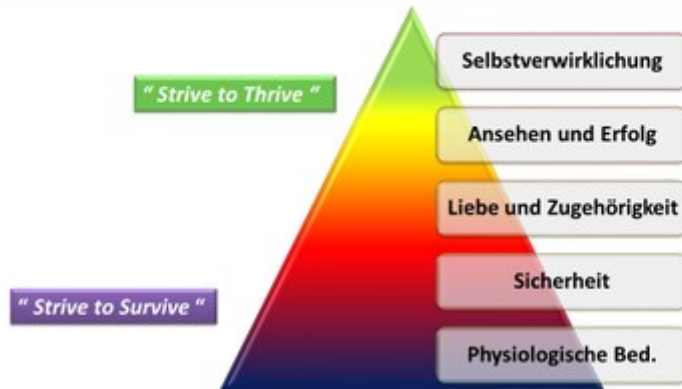 Selbstverwirklichung
" Strive to Thrive "
Ansehen und Erfolg
Liebe und Zugehörigkeit
Sicherheit
" Strive to Survive "
Physiologische Bed.